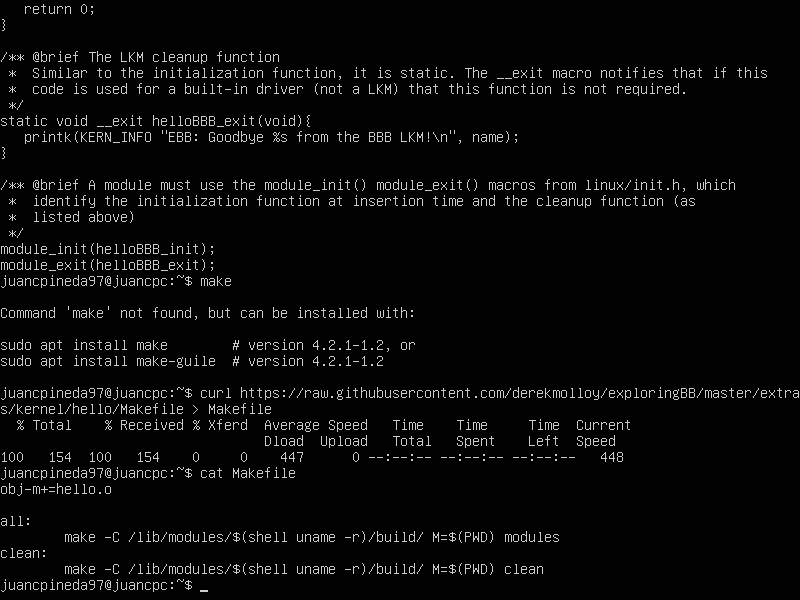 return 0;
}

/** @brief The LKM cleanup function
 *  Similar to the initialization function, it is static. The __exit macro notifies that if this
 *  code is used for a built-in driver (not a LKM) that this function is not required.
 */
static void __exit helloBBB_exit(void){
   printk(KERN_INFO "EBB: Goodbye %s from the BBB LKM!\n", name);
}

/** @brief A module must use the module_init() module_exit() macros from linux/init.h, which
 *  identify the initialization function at insertion time and the cleanup function (as
 *  listed above)
 */
module_init(helloBBB_init);
module_exit(helloBBB_exit);
juancpineda97@juancpc:~$ make

Command 'make' not found, but can be installed with:

sudo apt install make        # version 4.2.1-1.2, or
sudo apt install make-guile  # version 4.2.1-1.2

juancpineda97@juancpc:~$ curl https://raw.githubusercontent.com/derekmolloy/exploringBB/master/extra
s/kernel/hello/Makefile > Makefile
  % Total    % Received % Xferd  Average Speed   Time    Time     Time  Current
                                 Dload  Upload   Total   Spent    Left  Speed
100   154  100   154    0     0    447      0 --:--:-- --:--:-- --:--:--   448
juancpineda97@juancpc:~$ cat Makefile
obj-m+=hello.o

all:
        make -C /lib/modules/$(shell uname -r)/build/ M=$(PWD) modules
clean:
        make -C /lib/modules/$(shell uname -r)/build/ M=$(PWD) clean
juancpineda97@juancpc:~$ _